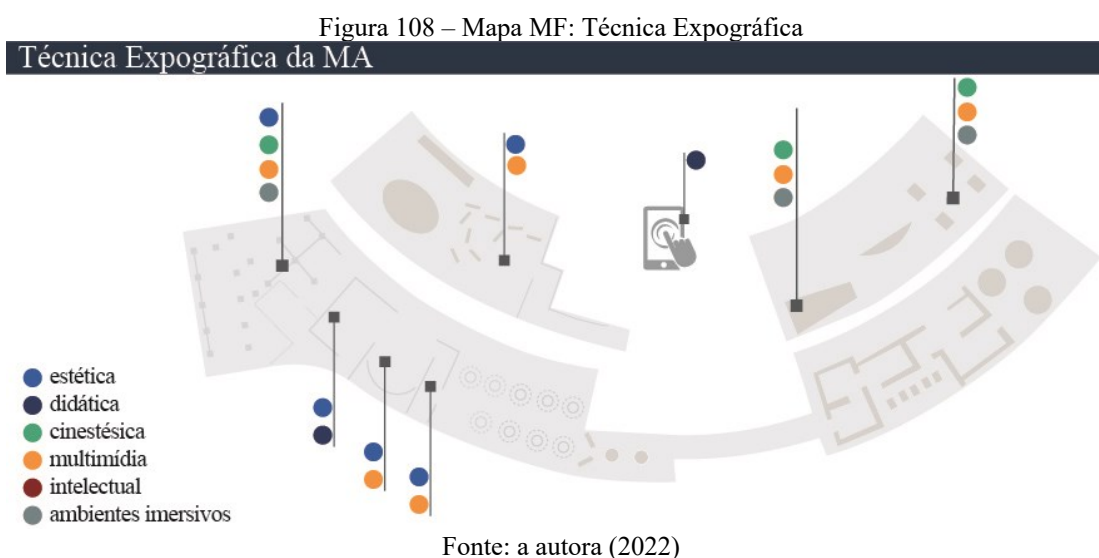 Figura 108 – Mapa MF: Técnica Expográfica
Técnica Expográfica da MA
estética
didática
cinestésica
multimídia
intelectual
ambientes imersivos
Fonte: a autora (2022)